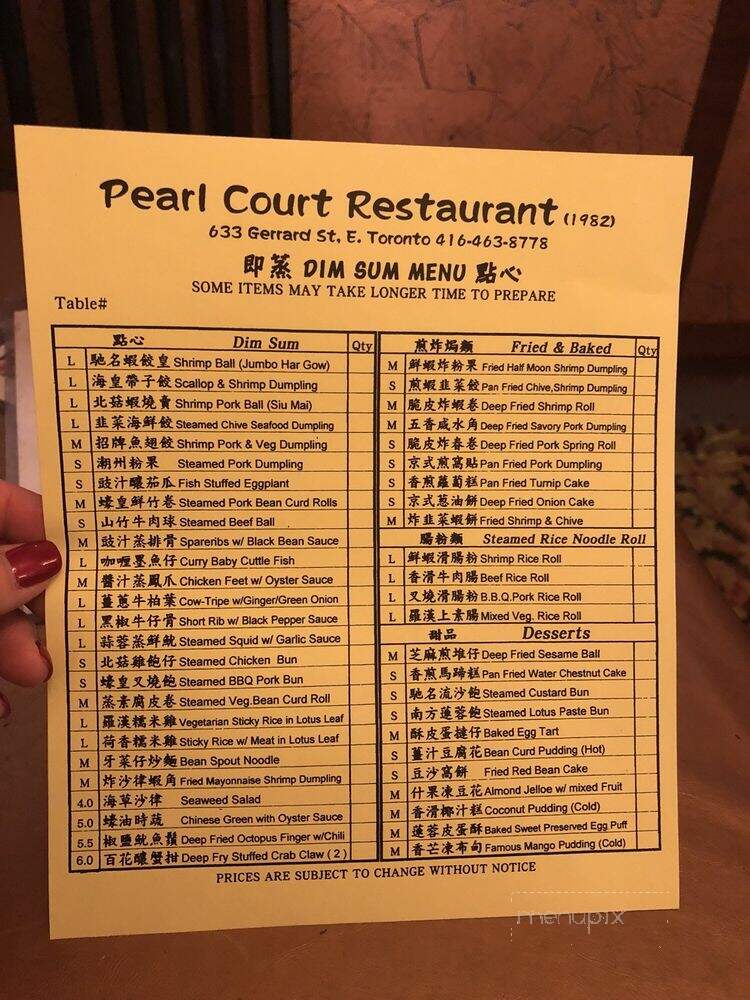 Pearl Court Restaurant (1982)
633 Gerrard St, E. Toronto 416-463-8778
即蒸 DIM SUM MENU 點心
SOME ITEMS MAY TAKE LONGER TIME TO PREPARE
Table#
點心 Dim Sum Qty
L 馳名蝦餃皇 Shrimp Ball (Jumbo Har Gow)
L 海皇帶子餃 Scallop & Shrimp Dumpling
L 北菇蝦燒賣 Shrimp Pork Ball (Siu Mai)
L 韭菜海鮮餃 Steamed Chive Seafood Dumpling
M 招牌魚翅餃 Shrimp Pork & Veg Dumpling
S 潮州粉果 Steamed Pork Dumpling
S 豉汁釀茄瓜 Fish Stuffed Eggplant
M 蠔皇鮮竹卷 Steamed Pork Bean Curd Rolls
S 山竹牛肉球 Steamed Beef Ball
M 豉汁蒸排骨 Spareribs w/ Black Bean Sauce
L 咖喱墨魚仔 Curry Baby Cuttle Fish
M 醬汁蒸鳳爪 Chicken Feet w/ Oyster Sauce
L 薑蔥牛柏葉 Cow-Tripe w/Ginger/Green Onion
L 黑椒牛仔骨 Short Rib w/ Black Pepper Sauce
L 蒜蓉蒸鮮魷 Steamed Squid w/ Garlic Sauce
S 北菇雞飽仔 Steamed Chicken Bun
S 蠔皇叉燒飽 Steamed BBQ Pork Bun
M 蒸素腐皮卷 Steamed Veg.Bean Curd Roll
L 羅漢糯米雞 Vegetarian Sticky Rice in Lotus Leaf
L 荷香糯米雞 Sticky Rice w/ Meat in Lotus Leaf
M 牙菜仔炒麵 Bean Spout Noodle
M 炸沙律蝦角 Fried Mayonnaise Shrimp Dumpling
4.0 海草沙律 Seaweed Salad
5.0 蠔油時蔬 Chinese Green with Oyster Sauce
5.5 椒鹽魷魚鬚 Deep Fried Octopus Finger w/Chili
6.0 百花釀蟹拑 Deep Fry Stuffed Crab Claw ( 2 )
煎炸焗類 Fried & Baked Qty
M 鮮蝦炸粉果 Fried Half Moon Shrimp Dumpling
S 煎蝦韭菜餃 Pan Fried Chive,Shrimp Dumpling
M 脆皮炸蝦卷 Deep Fried Shrimp Roll
M 五香咸水角 Deep Fried Savory Pork Dumpling
S 脆皮炸春卷 Deep Fried Pork Spring Roll
S 京式煎窩貼 Pan Fried Pork Dumpling
S 香煎蘿蔔糕 Pan Fried Turnip Cake
S 京式蔥油餅 Deep Fried Onion Cake
M 炸韭菜蝦餅 Fried Shrimp & Chive
腸粉類 Steamed Rice Noodle Roll
L 鮮蝦滑腸粉 Shrimp Rice Roll
L 香滑牛肉腸 Beef Rice Roll
L 叉燒滑腸粉 B.B.Q.Pork Rice Roll
L 羅漢上素腸 Mixed Veg. Rice Roll
甜品 Desserts
M 芝麻煎堆仔 Deep Fried Sesame Ball
S 香煎馬蹄糕 Pan Fried Water Chestnut Cake
S 馳名流沙飽 Steamed Custard Bun
S 南方蓮蓉飽 Steamed Lotus Paste Bun
M 酥皮蛋撻仔 Baked Egg Tart
S 薑汁豆腐花 Bean Curd Pudding (Hot)
S 豆沙窩餅 Fried Red Bean Cake
M 什果凍豆花 Almond Jelloe w/ mixed Fruit
M 香滑椰汁糕 Coconut Pudding (Cold)
M 蓮蓉皮蛋酥 Baked Sweet Preserved Egg Puff
M 香芒凍布甸 Famous Mango Pudding (Cold)
PRICES ARE SUBJECT TO CHANGE WITHOUT NOTICE
menupix